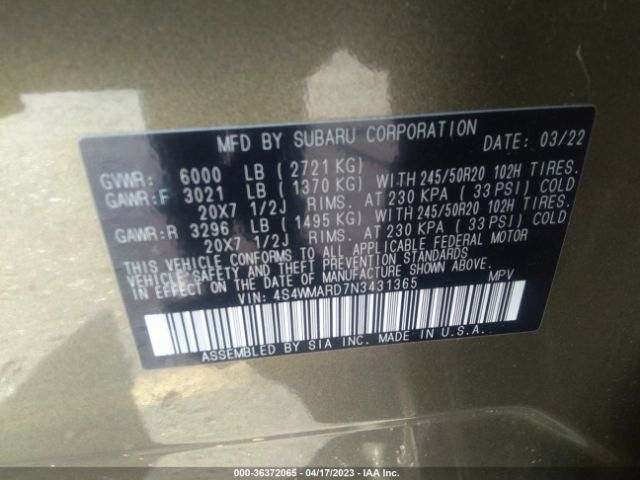 MFD BY SUBARU CORPORATION DATE: 03/22
GVWR: 6000 LB (2721 KG)
GAWR:F 3021 LB (1370 KG) WITH 245/50R20 102H TIRES.
20X7 1/2J RIMS. AT 230 KPA (33 PSI) COLD
GAWR:R 3296 LB (1495 KG) WITH 245/50R20 102H TIRES.
20X7 1/2J RIMS. AT 230 KPA (33 PSI) COLD
THIS VEHICLE CONFORMS TO ALL APPLICABLE FEDERAL MOTOR
VEHICLE SAFETY AND THEFT PREVENTION STANDARDS IN
EFFECT ON THE DATE OF MANUFACTURE SHOWN ABOVE.
VIN: 4S4WMARD7N3431365 MPV
ASSEMBLED BY SIA INC. MADE IN U.S.A.
000-36372065 - 04/17/2023 - IAA Inc.